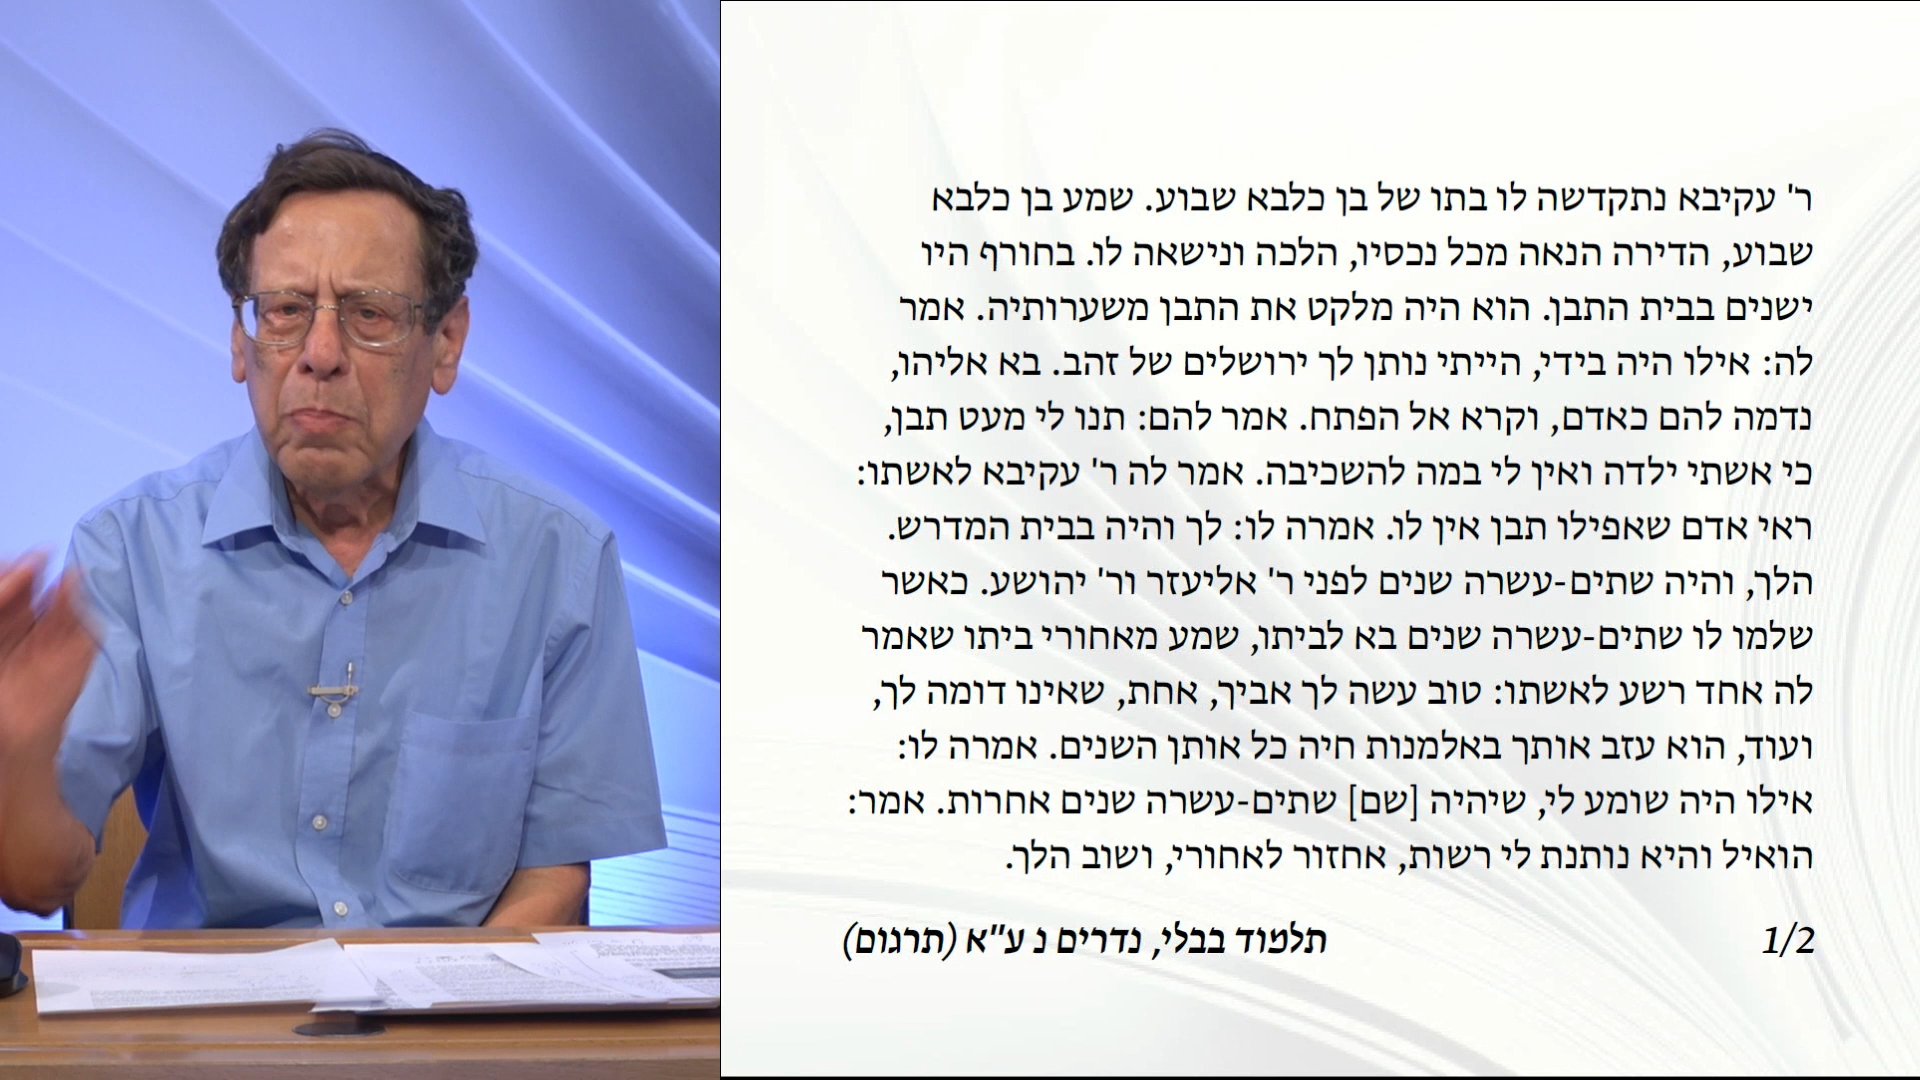 ר' עקיבא נתקדשה לו בתו של בן כלבא שבוע. שמע בן כלבא
שבוע, הדירה הנאה מכל נכסיו, הלכה ונישאה לו. בחורף היו
ישנים בבית התבן. הוא היה מלקט את התבן משערותיה. אמר
לה: אילו היה בידי, הייתי נותן לך ירושלים של זהב. בא אליהו,
נדמה להם כאדם, וקרא אל הפתח. אמר להם: תנו לי מעט תבן,
כי אשתי ילדה ואין לי במה להשכיבה. אמר לה ר' עקיבא לאשתו:
ראי אדם שאפילו תבן אין לו. אמרה לו: לך והיה בבית המדרש.
הלך, והיה שתים-עשרה שנים לפני ר' אליעזר ור' יהושע. כאשר
שלמו לו שתים-עשרה שנים בא לביתו, שמע מאחורי ביתו שאמר
לה אחד רשע לאשתו: טוב עשה לך אביך, אחת, שאינו דומה לך,
ועוד, הוא עזב אותך באלמנות חיה כל אותן השנים. אמרה לו:
אילו היה שומע לי, שיהיה [שם] שתים-עשרה שנים אחרות. אמר:
הואיל והיא נותנת לי רשות, אחזור לאחורי, ושוב הלך.
1/2 תלמוד בבלי, נדרים נ ע"א (תרגום)